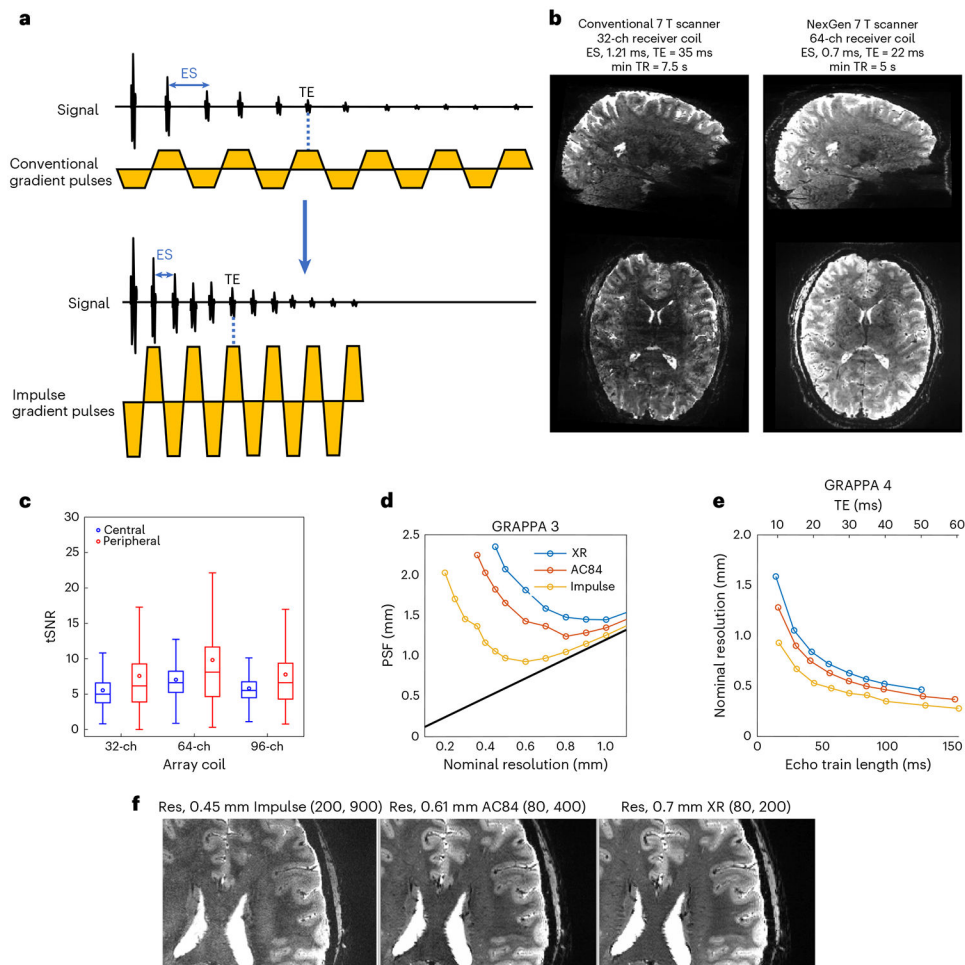 a
ES
TE
Signal
Conventional
gradient pulses
ES
TE
Signal
Impulse
gradient pulses
b
Conventional 7 T scanner
32-ch receiver coil
ES, 1.21 ms, TE = 35 ms
min TR = 7.5 s
NexGen 7 T scanner
64-ch receiver coil
ES, 0.7 ms, TE = 22 ms
min TR = 5 s
c
30
25
20
15
10
5
0
tSNR
Central
Peripheral
32-ch
64-ch
96-ch
Array coil
d
GRAPPA 3
2.5
2.0
1.5
1.0
0.5
0
PSF (mm)
XR
AC84
Impulse
0.2
0.4
0.6
0.8
1.0
Nominal resolution (mm)
e
GRAPPA 4
TE (ms)
10
20
30
40
50
60
2.0
1.5
1.0
0.5
0
Nominal resolution (mm)
0
50
100
150
Echo train length (ms)
f
Res, 0.45 mm Impulse (200, 900)
Res, 0.61 mm AC84 (80, 400)
Res, 0.7 mm XR (80, 200)